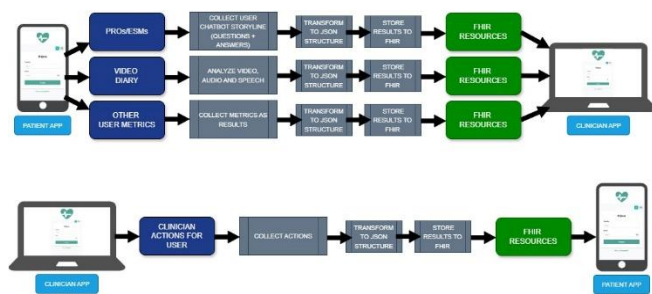 PROs/ESMs
COLLECT USER
CHATBOT STORYLINE
(QUESTIONS +
ANSWERS)
TRANSFORM
TO JSON
STRUCTURE
STORE
RESULTS TO
FHIR
FHIR
RESOURCES
VIDEO
DIARY
ANALYZE VIDEO,
AUDIO AND SPEECH
TRANSFORM
TO JSON
STRUCTURE
STORE
RESULTS TO
FHIR
FHIR
RESOURCES
OTHER
USER METRICS
COLLECT METRICS AS
RESULTS
TRANSFORM
TO JSON
STRUCTURE
STORE
RESULTS TO
FHIR
FHIR
RESOURCES
PATIENT APP
CLINICIAN APP
CLINICIAN
ACTIONS FOR
USER
COLLECT ACTIONS
TRANSFORM
TO JSON
STRUCTURE
STORE
RESULTS TO
FHIR
FHIR
RESOURCES
CLINICIAN APP
PATIENT APP